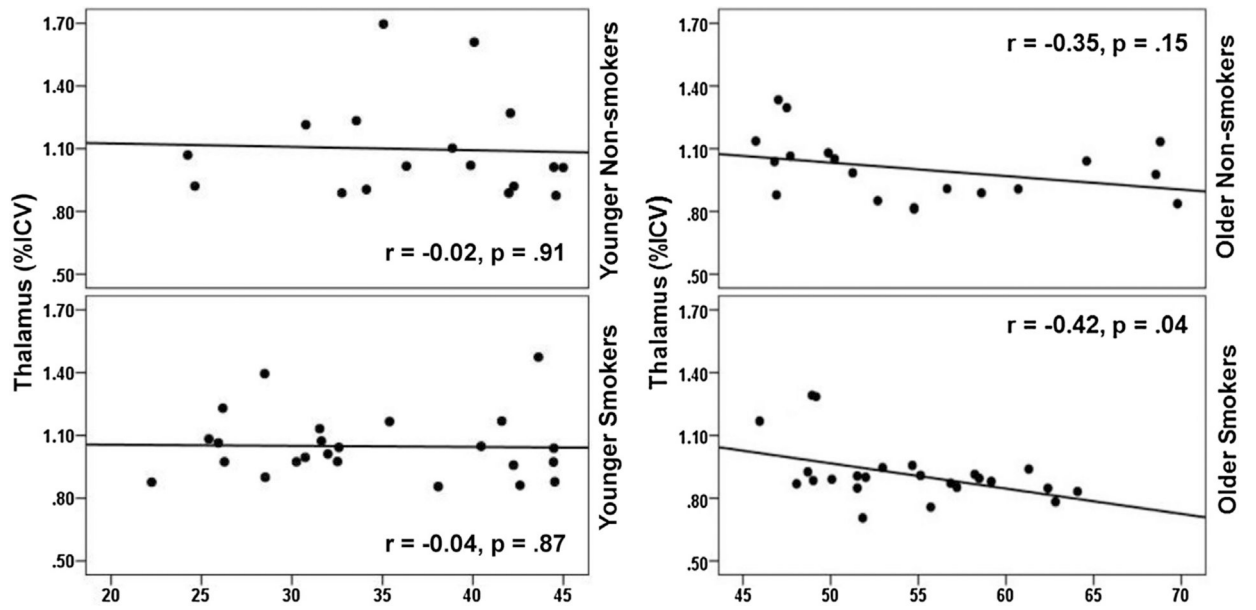 Thalamus (%ICV)
1.70
1.40
1.10
.80
.50
r = -0.02, p = .91
Younger Non-smokers
1.70
1.40
1.10
.80
.50
r = -0.35, p = .15
Older Non-smokers
Thalamus (%ICV)
1.70
1.40
1.10
.80
.50
r = -0.04, p = .87
Younger Smokers
20 25 30 35 40 45
Thalamus (%ICV)
1.70
1.40
1.10
.80
.50
r = -0.42, p = .04
Older Smokers
45 50 55 60 65 70